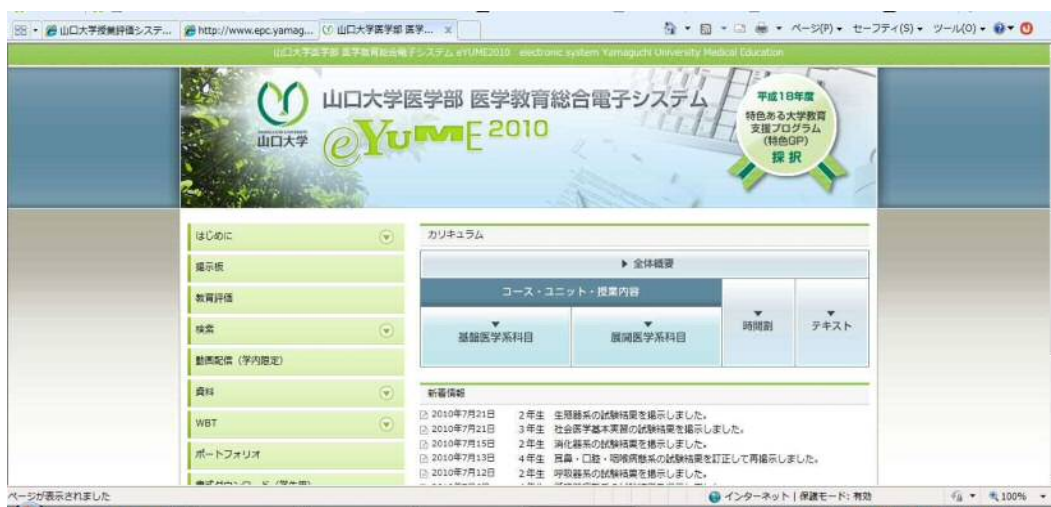 山口大学授業評価システ...
http://www.epc.yamag...
山口大学医学部 医学...
ページ(P)
セーフティ(S)
ツール(O)
山口大学医学部 医学教育総合電子システム eYUME2010 electronic system Yamaguchi University Medical Education
山口大学
山口大学医学部 医学教育総合電子システム
eYUME 2010
平成18年度
特色ある大学教育
支援プログラム
(特色GP)
採択
はじめに
掲示板
教育評価
検索
動画配信（学内限定）
資料
WBT
ポートフォリオ
カリキュラム
全体概要
コース・ユニット・授業内容
基盤医学系科目
展開医学系科目
時間割
テキスト
新着情報
2010年7月21日 2年生 生殖器系の試験結果を掲示しました。
2010年7月21日 3年生 社会医学基本実習の試験結果を掲示しました。
2010年7月15日 2年生 消化器系の試験結果を掲示しました。
2010年7月13日 4年生 耳鼻・口腔・咽喉病態系の試験結果を訂正して再掲示しました。
2010年7月12日 2年生 呼吸器系の試験結果を掲示しました。
ページが表示されました
インターネット | 保護モード: 有効
100%